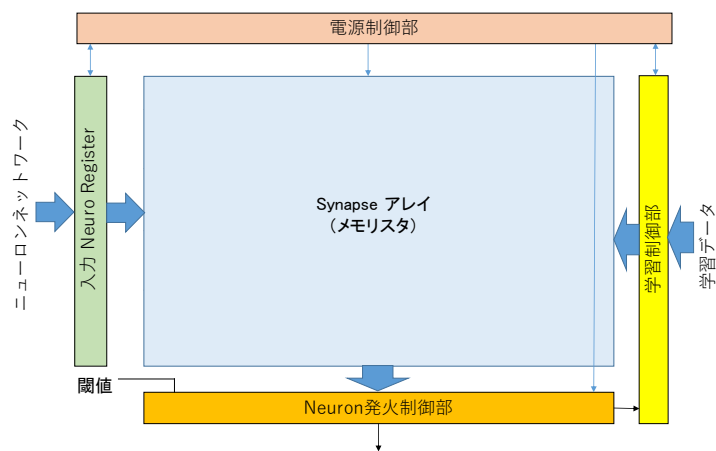 電源制御部
ニューロンネットワーク
入力 Neuro Register
Synapse アレイ
（メモリスタ）
学習制御部
学習データ
閾値
Neuron発火制御部